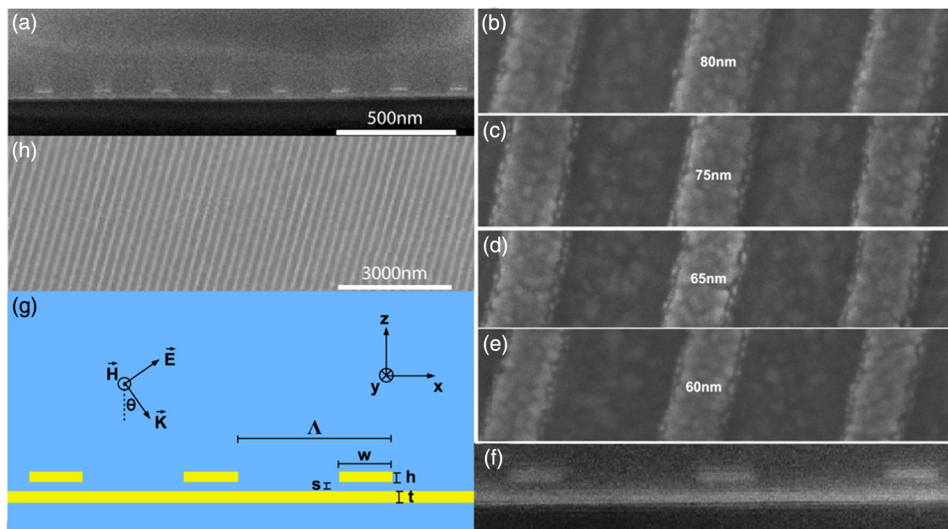 (a)
500nm
(h)
3000nm
(g)
H E
θ K
z
y x
Λ
w
s h
t
(b)
80nm
(c)
75nm
(d)
65nm
(e)
60nm
(f)